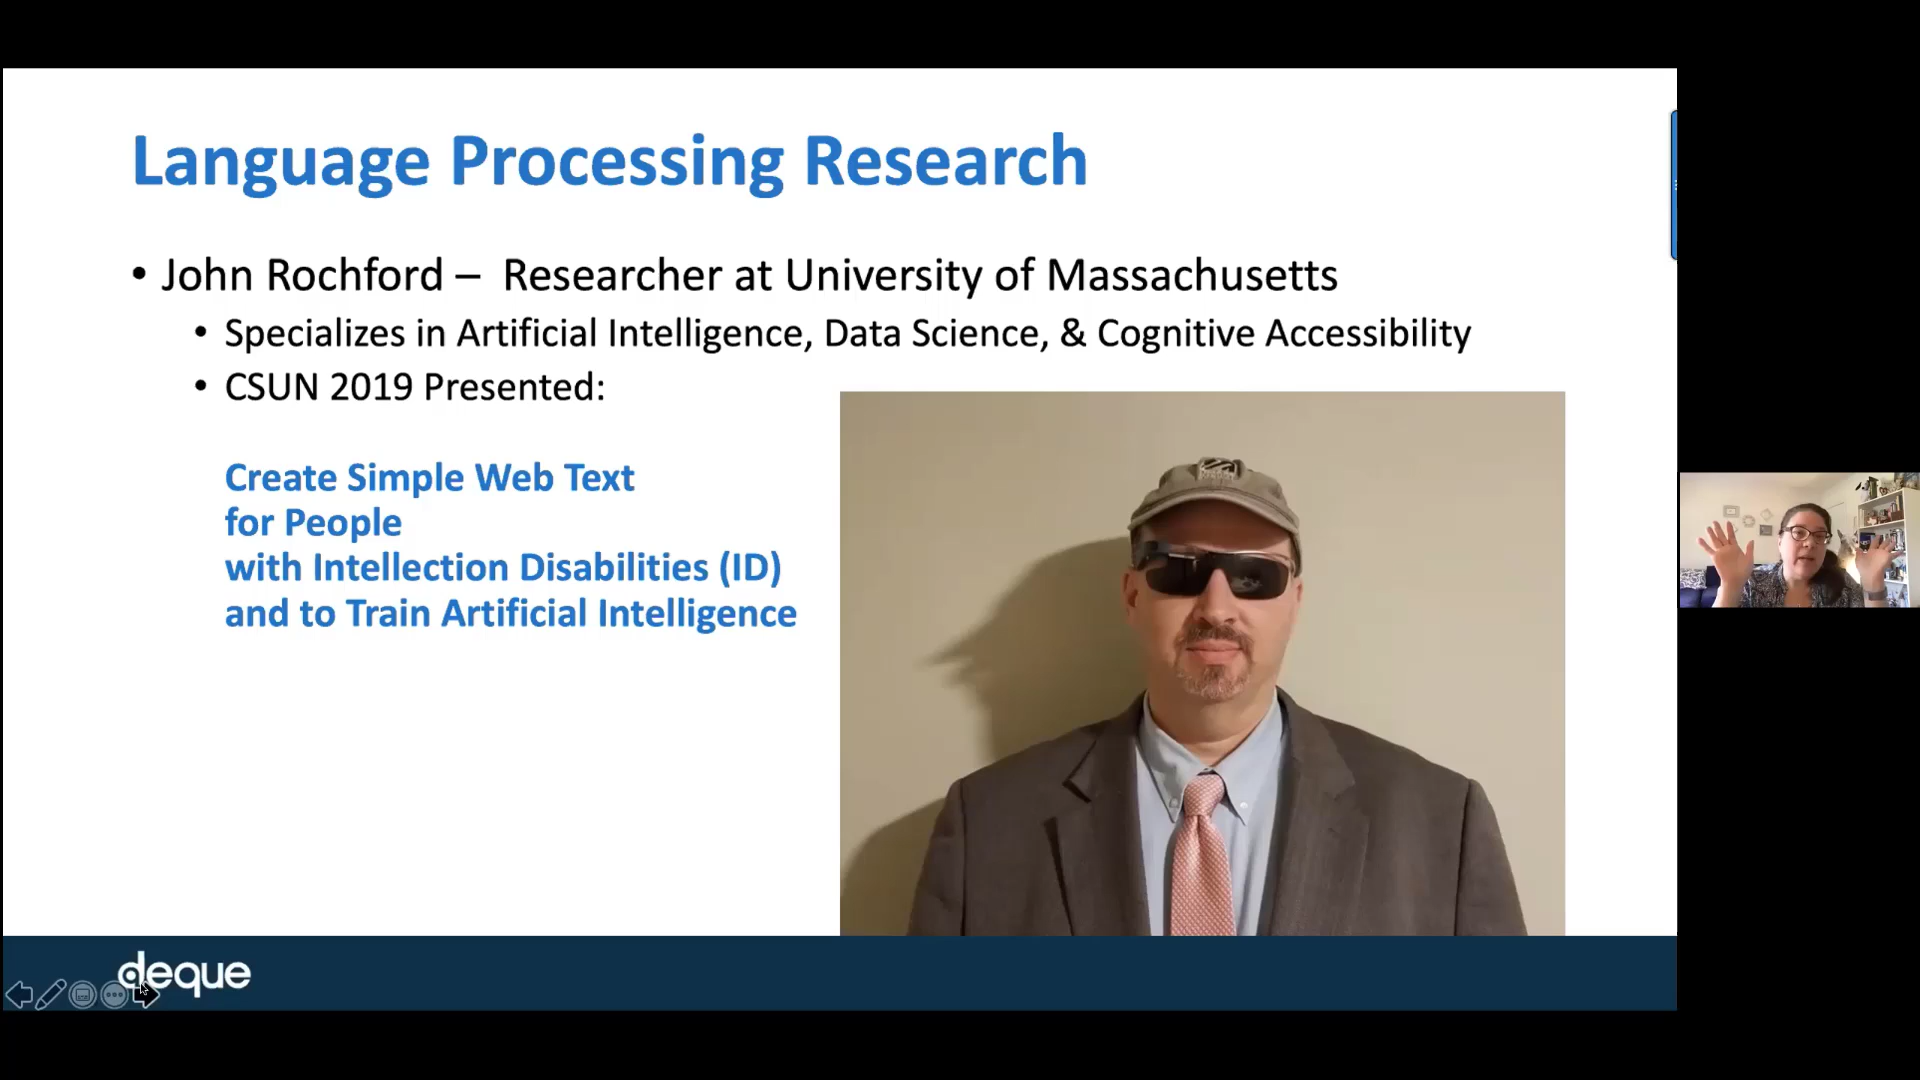 Language Processing Research
• John Rochford – Researcher at University of Massachusetts
• Specializes in Artificial Intelligence, Data Science, & Cognitive Accessibility
• CSUN 2019 Presented:
Create Simple Web Text
for People
with Intellection Disabilities (ID)
and to Train Artificial Intelligence
deque